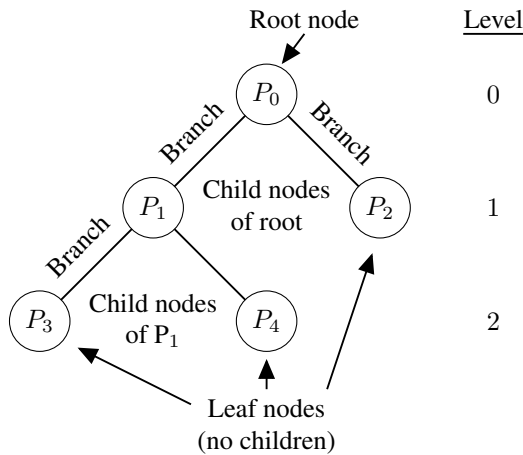 Root node
Level
P0
0
Branch
Branch
Child nodes
of root
P1
P2
1
Branch
Child nodes
of P1
P3
P4
2
Leaf nodes
(no children)